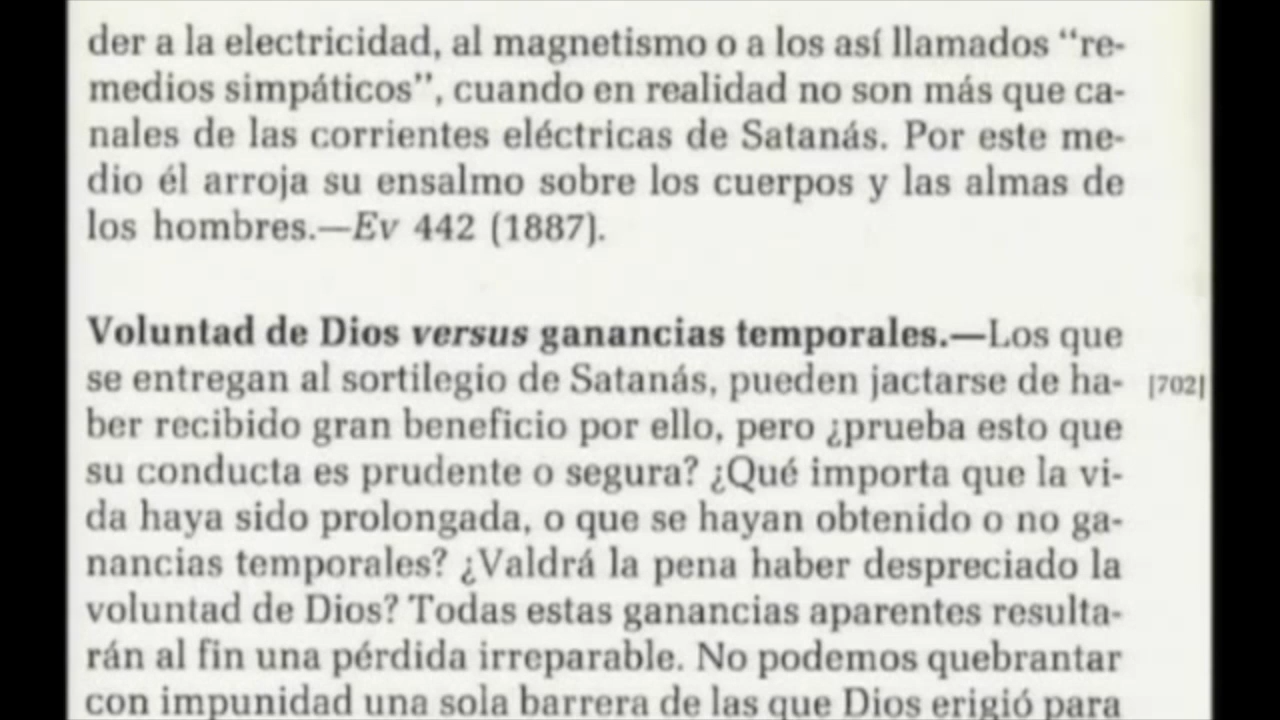 der a la electricidad, al magnetismo o a los así llamados “re-
medios simpáticos”, cuando en realidad no son más que ca-
nales de las corrientes eléctricas de Satanás. Por este me-
dio él arroja su ensalmo sobre los cuerpos y las almas de
los hombres.—Ev 442 (1887).
Voluntad de Dios versus ganancias temporales.—Los que
se entregan al sortilegio de Satanás, pueden jactarse de ha- |702|
ber recibido gran beneficio por ello, pero ¿prueba esto que
su conducta es prudente o segura? ¿Qué importa que la vi-
da haya sido prolongada, o que se hayan obtenido o no ga-
nancias temporales? ¿Valdrá la pena haber despreciado la
voluntad de Dios? Todas estas ganancias aparentes resulta-
rán al fin una pérdida irreparable. No podemos quebrantar
con impunidad una sola barrera de las que Dios erigió para